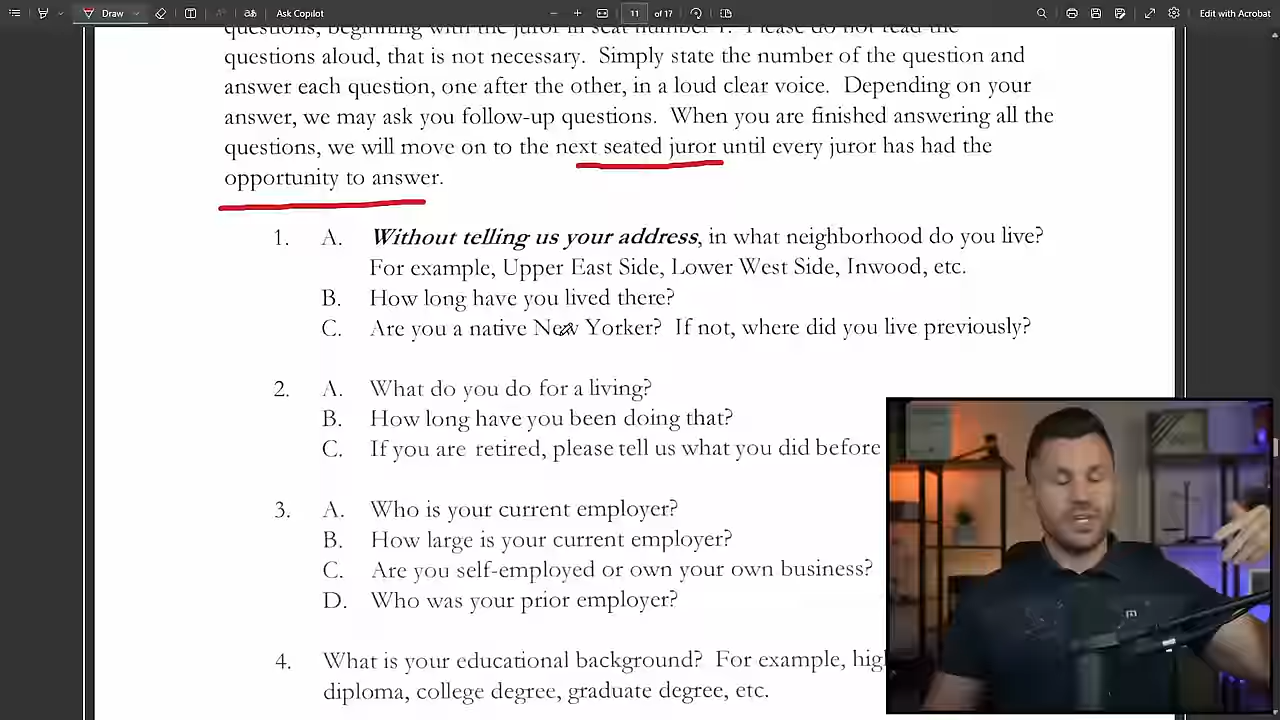 Draw
Ask Copilot
11 of 17
Edit with Acrobat
questions, beginning with the juror in seat number 1. Please do not read the
questions aloud, that is not necessary. Simply state the number of the question and
answer each question, one after the other, in a loud clear voice. Depending on your
answer, we may ask you follow-up questions. When you are finished answering all the
questions, we will move on to the next seated juror until every juror has had the
opportunity to answer.
1. A. Without telling us your address, in what neighborhood do you live?
For example, Upper East Side, Lower West Side, Inwood, etc.
B. How long have you lived there?
C. Are you a native New Yorker? If not, where did you live previously?
2. A. What do you do for a living?
B. How long have you been doing that?
C. If you are retired, please tell us what you did before
3. A. Who is your current employer?
B. How large is your current employer?
C. Are you self-employed or own your own business?
D. Who was your prior employer?
4. What is your educational background? For example,
diploma, college degree, graduate degree, etc.